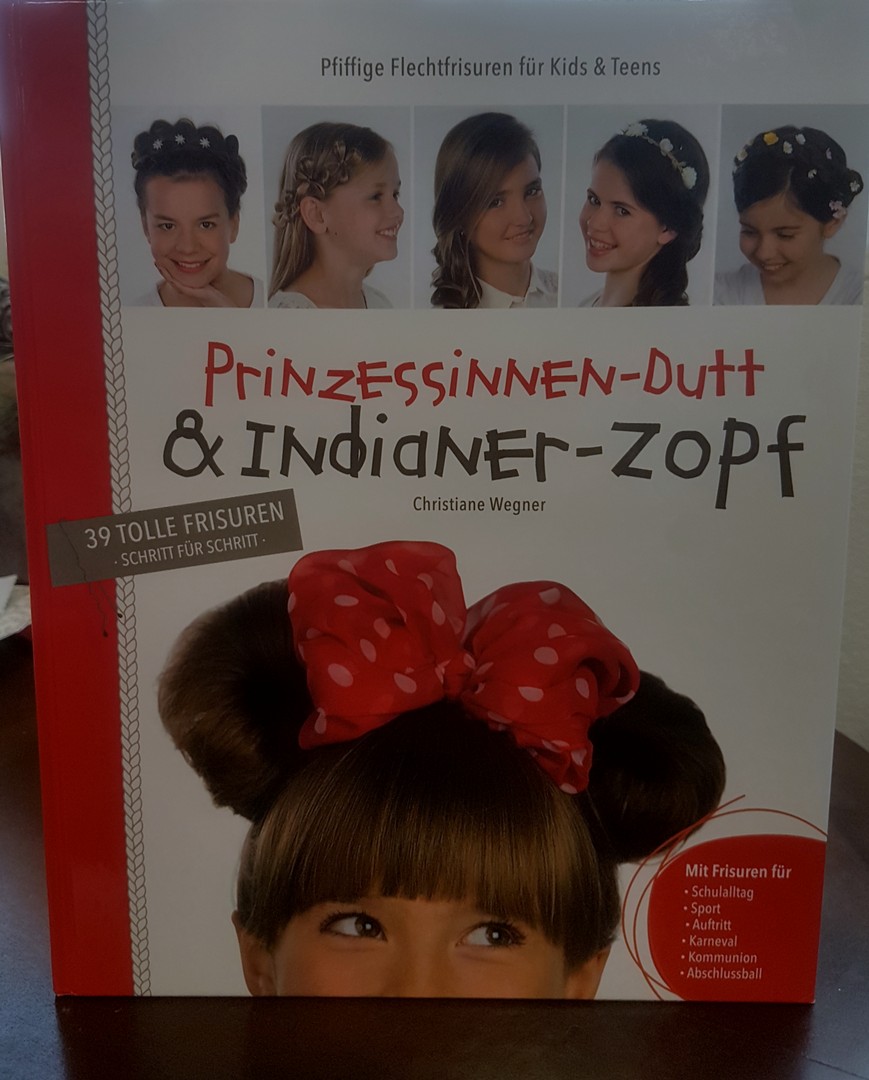 Pfiffige Flechtfrisuren für Kids & Teens
Prinzessinnen-Dutt
& Indianer-Zopf
Christiane Wegner
39 TOLLE FRISUREN
· SCHRITT FÜR SCHRITT ·
Mit Frisuren für
• Schulalltag
• Sport
• Auftritt
• Karneval
• Kommunion
• Abschlussball